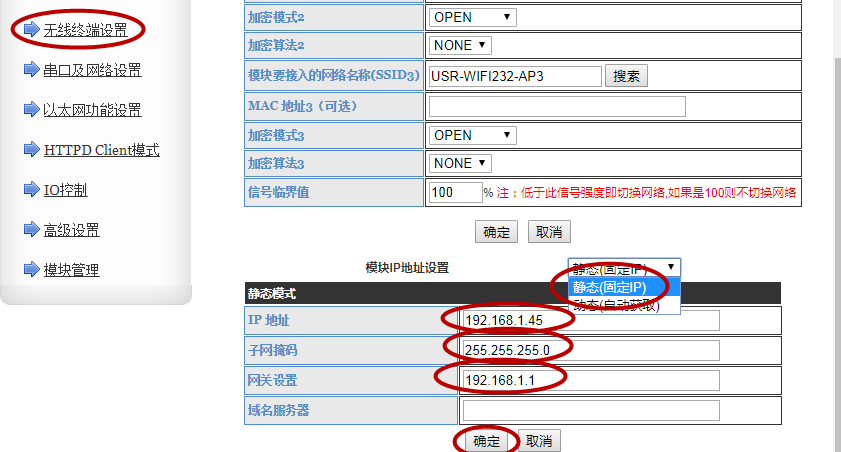 无线终端设置
串口及网络设置
以太网功能设置
HTTPD Client模式
IO控制
高级设置
模块管理
加密模式2 OPEN
加密算法2 NONE
模块要接入的网络名称(SSID3) USR-WIFI232-AP3 搜索
MAC 地址3（可选）
加密模式3 OPEN
加密算法3 NONE
信号临界值 100 % 注：低于此信号强度即切换网络,如果是100则不切换网络
确定 取消
模块IP地址设置 静态(固定IP)
静态(固定IP)
动态(自动获取)
静态模式
IP 地址 192.168.1.45
子网掩码 255.255.255.0
网关设置 192.168.1.1
域名服务器
确定 取消